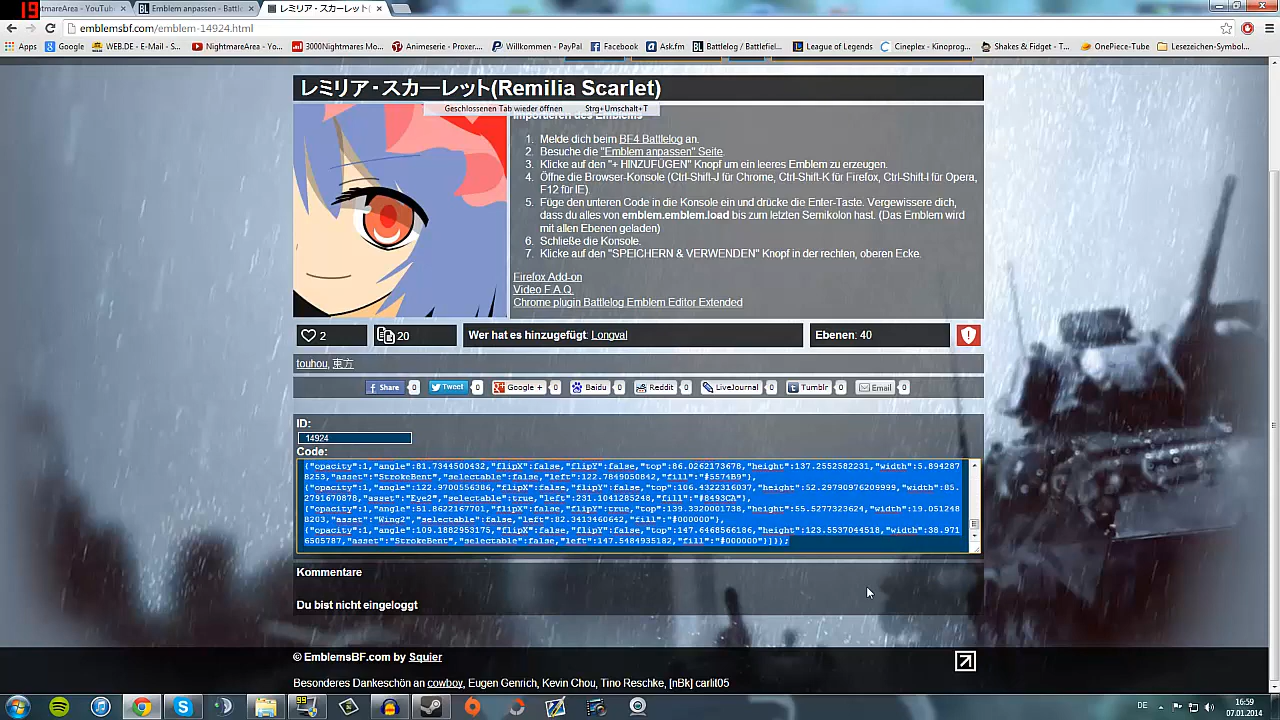 19
htmareArea - YouTube
Emblem anpassen - Battle
レミリア・スカーレット(
emblemsbf.com/emblem-14924.html
Apps Google WEB.DE - E-Mail - S... NightmareArea - Yo... 3000Nightmares Mo... Animeserie - Proxer.... Willkommen - PayPal Facebook Ask.fm Battlelog / Battlefiel... League of Legends Cineplex - Kinoprog... Shakes & Fidget - T... OnePiece-Tube Lesezeichen-Symbol...
レミリア・スカーレット(Remilia Scarlet)
Geschlossenen Tab wieder öffnen Strg+Umschalt+T
Importieren des Emblems
1. Melde dich beim BF4 Battlelog an.
2. Besuche die "Emblem anpassen" Seite.
3. Klicke auf den "+ HINZUFÜGEN" Knopf um ein leeres Emblem zu erzeugen.
4. Öffne die Browser-Konsole (Ctrl-Shift-J für Chrome, Ctrl-Shift-K für Firefox, Ctrl-Shift-I für Opera,
F12 für IE).
5. Füge den unteren Code in die Konsole ein und drücke die Enter-Taste. Vergewissere dich,
dass du alles von emblem.emblem.load bis zum letzten Semikolon hast. (Das Emblem wird
mit allen Ebenen geladen)
6. Schließe die Konsole.
7. Klicke auf den "SPEICHERN & VERWENDEN" Knopf in der rechten, oberen Ecke.
Firefox Add-on
Video F.A.Q.
Chrome plugin Battlelog Emblem Editor Extended
2 20 Wer hat es hinzugefügt: Longval Ebenen: 40
touhou, 東方
Share 0 Tweet 0 Google + 0 Baidu 0 Reddit 0 LiveJournal 0 Tumblr 0 Email 0
ID:
14924
Code:
{"opacity":1,"angle":81.7344500432,"flipX":false,"flipY":false,"top":86.0262173678,"height":137.2552582231,"width":5.894287
8253,"asset":"StrokeBent","selectable":false,"left":122.7849050842,"fill":"#5574B9"},
{"opacity":1,"angle":122.9700556386,"flipX":false,"flipY":false,"top":106.4322316037,"height":52.29790976209999,"width":85.
2791670878,"asset":"Eye2","selectable":true,"left":231.1041285248,"fill":"#8493CA"},
{"opacity":1,"angle":51.8622167701,"flipX":false,"flipY":true,"top":139.3320001738,"height":55.5277323624,"width":19.051248
8203,"asset":"Wing2","selectable":false,"left":82.3413460642,"fill":"#000000"},
{"opacity":1,"angle":109.1882953175,"flipX":false,"flipY":false,"top":147.6468566186,"height":123.5537044518,"width":38.971
6505787,"asset":"StrokeBent","selectable":false,"left":147.5484935182,"fill":"#000000"}]});
Kommentare
Du bist nicht eingeloggt
© EmblemsBF.com by Squier
Besonderes Dankeschön an cowboy, Eugen Genrich, Kevin Chou, Tino Reschke, [nBk] carlit05
DE
16:59
07.01.2014